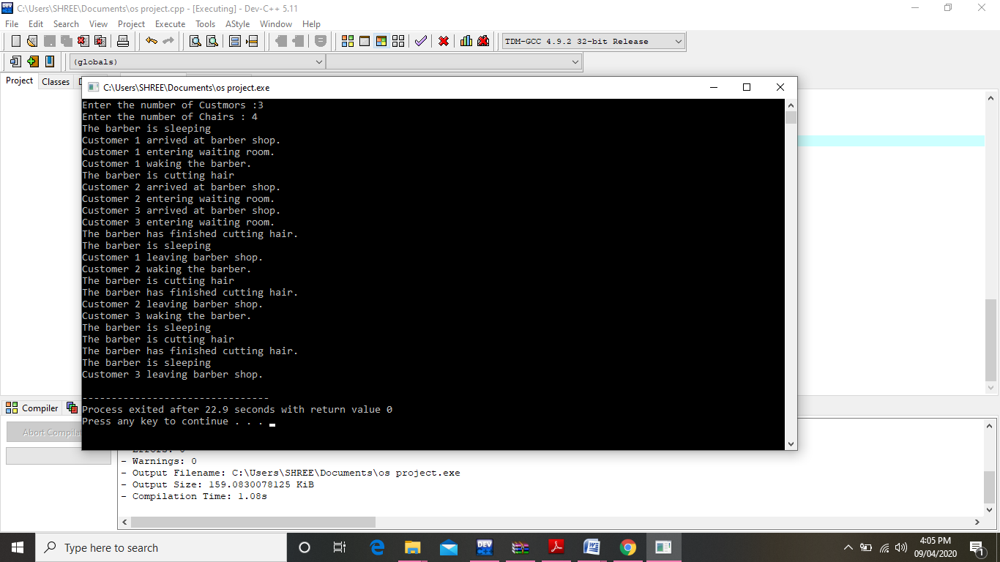 C:\Users\SHREE\Documents\os project.cpp - [Executing] - Dev-C++ 5.11
File Edit Search View Project Execute Tools AStyle Window Help
TDM-GCC 4.9.2 32-bit Release
(globals)
Project Classes
C:\Users\SHREE\Documents\os project.exe
Enter the number of Custmors :3
Enter the number of Chairs : 4
The barber is sleeping
Customer 1 arrived at barber shop.
Customer 1 entering waiting room.
Customer 1 waking the barber.
The barber is cutting hair
Customer 2 arrived at barber shop.
Customer 2 entering waiting room.
Customer 3 arrived at barber shop.
Customer 3 entering waiting room.
The barber has finished cutting hair.
The barber is sleeping
Customer 1 leaving barber shop.
Customer 2 waking the barber.
The barber is cutting hair
The barber has finished cutting hair.
Customer 2 leaving barber shop.
Customer 3 waking the barber.
The barber is sleeping
The barber is cutting hair
The barber has finished cutting hair.
The barber is sleeping
Customer 3 leaving barber shop.
--------------------------------
Process exited after 22.9 seconds with return value 0
Press any key to continue . . .
Compiler
Abort Compila
- Errors: 0
- Warnings: 0
- Output Filename: C:\Users\SHREE\Documents\os project.exe
- Output Size: 159.0830078125 KiB
- Compilation Time: 1.08s
Type here to search
4:05 PM
09/04/2020
1